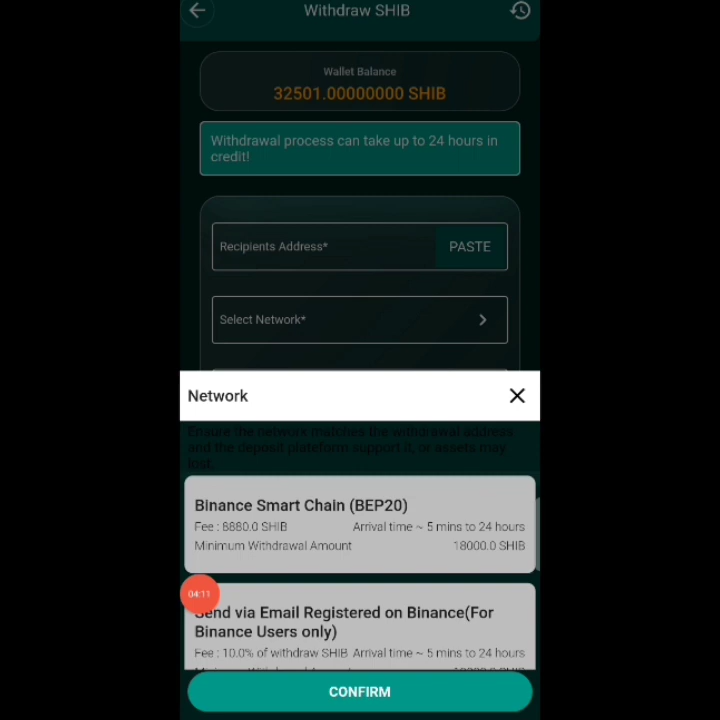 Withdraw SHIB
Wallet Balance
32501.00000000 SHIB
Withdrawal process can take up to 24 hours in
credit!
Recipients Address*
PASTE
Select Network*
Network
Ensure the network matches the withdrawal address
and the deposit plateform support it, or assets may
lost.
Binance Smart Chain (BEP20)
Fee : 8880.0 SHIB Arrival time ~ 5 mins to 24 hours
Minimum Withdrawal Amount 18000.0 SHIB
04:11
Send via Email Registered on Binance(For
Binance Users only)
Fee : 10.0% of withdraw SHIB Arrival time ~ 5 mins to 24 hours
CONFIRM